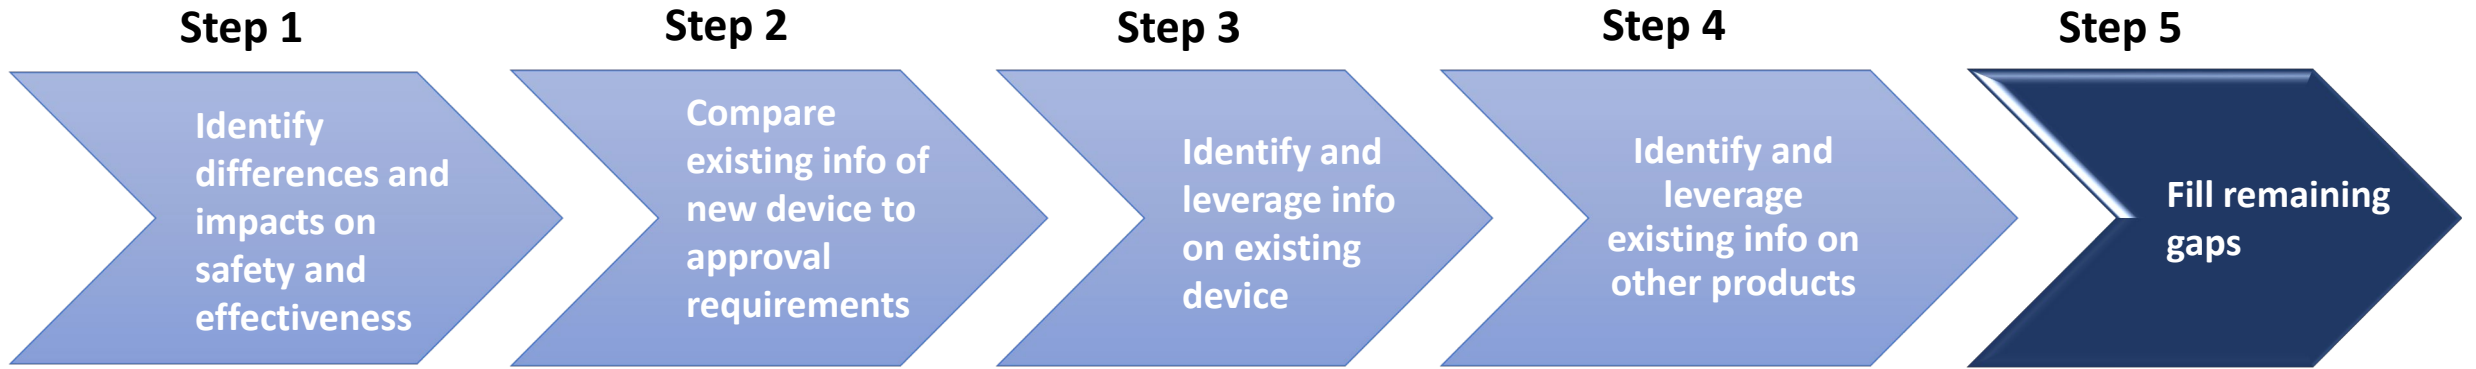 Step 1
Identify
differences and
impacts on
safety and
effectiveness
Step 2
Compare
existing info of
new device to
approval
requirements
Step 3
Identify and
leverage info
on existing
device
Step 4
Identify and
leverage
existing info on
other products
Step 5
Fill remaining
gaps